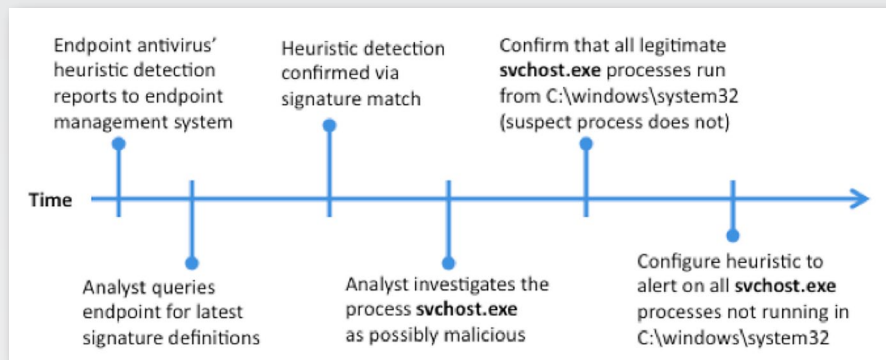 Endpoint antivirus'
heuristic detection
reports to endpoint
management system
Heuristic detection
confirmed via
signature match
Confirm that all legitimate
svchost.exe processes run
from C:\windows\system32
(suspect process does not)
Time
Analyst queries
endpoint for latest
signature definitions
Analyst investigates the
process svchost.exe
as possibly malicious
Configure heuristic to
alert on all svchost.exe
processes not running in
C:\windows\system32